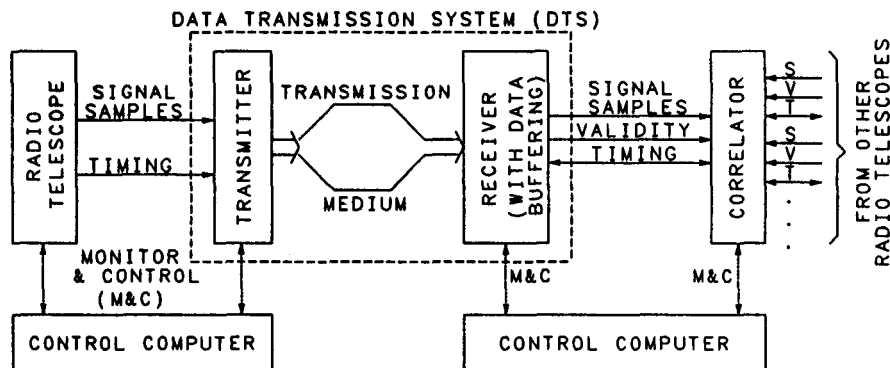 DATA TRANSMISSION SYSTEM (DTS)
RADIO
TELESCOPE
SIGNAL
SAMPLES
TIMING
TRANSMITTER
TRANSMISSION
MEDIUM
RECEIVER
(WITH DATA
BUFFERING)
SIGNAL
SAMPLES
VALIDITY
TIMING
CORRELATOR
S
V
T
S
V
T
.
.
.
FROM OTHER
RADIO TELESCOPES
MONITOR
& CONTROL
(M&C)
M&C
M&C
CONTROL COMPUTER
CONTROL COMPUTER